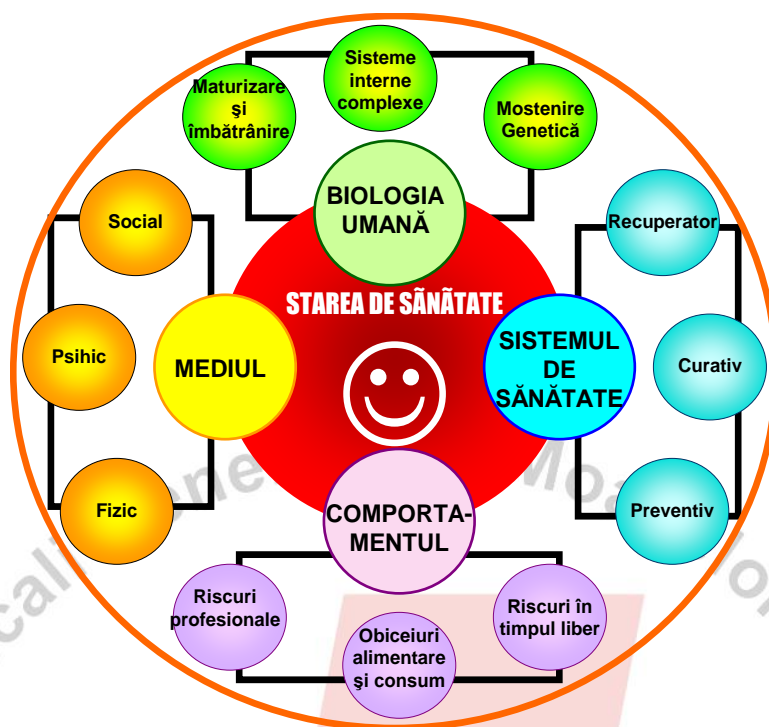 Sisteme
interne
complexe
Maturizare
şi
îmbătrânire
Mostenire
Genetică
BIOLOGIA
UMANĂ
Social
Psihic
Fizic
MEDIUL
STAREA DE SÃNÃTATE
SISTEMUL
DE
SĂNĂTATE
Recuperator
Curativ
Preventiv
COMPORTA-
MENTUL
Riscuri
profesionale
Obiceiuri
alimentare
şi consum
Riscuri în
timpul liber